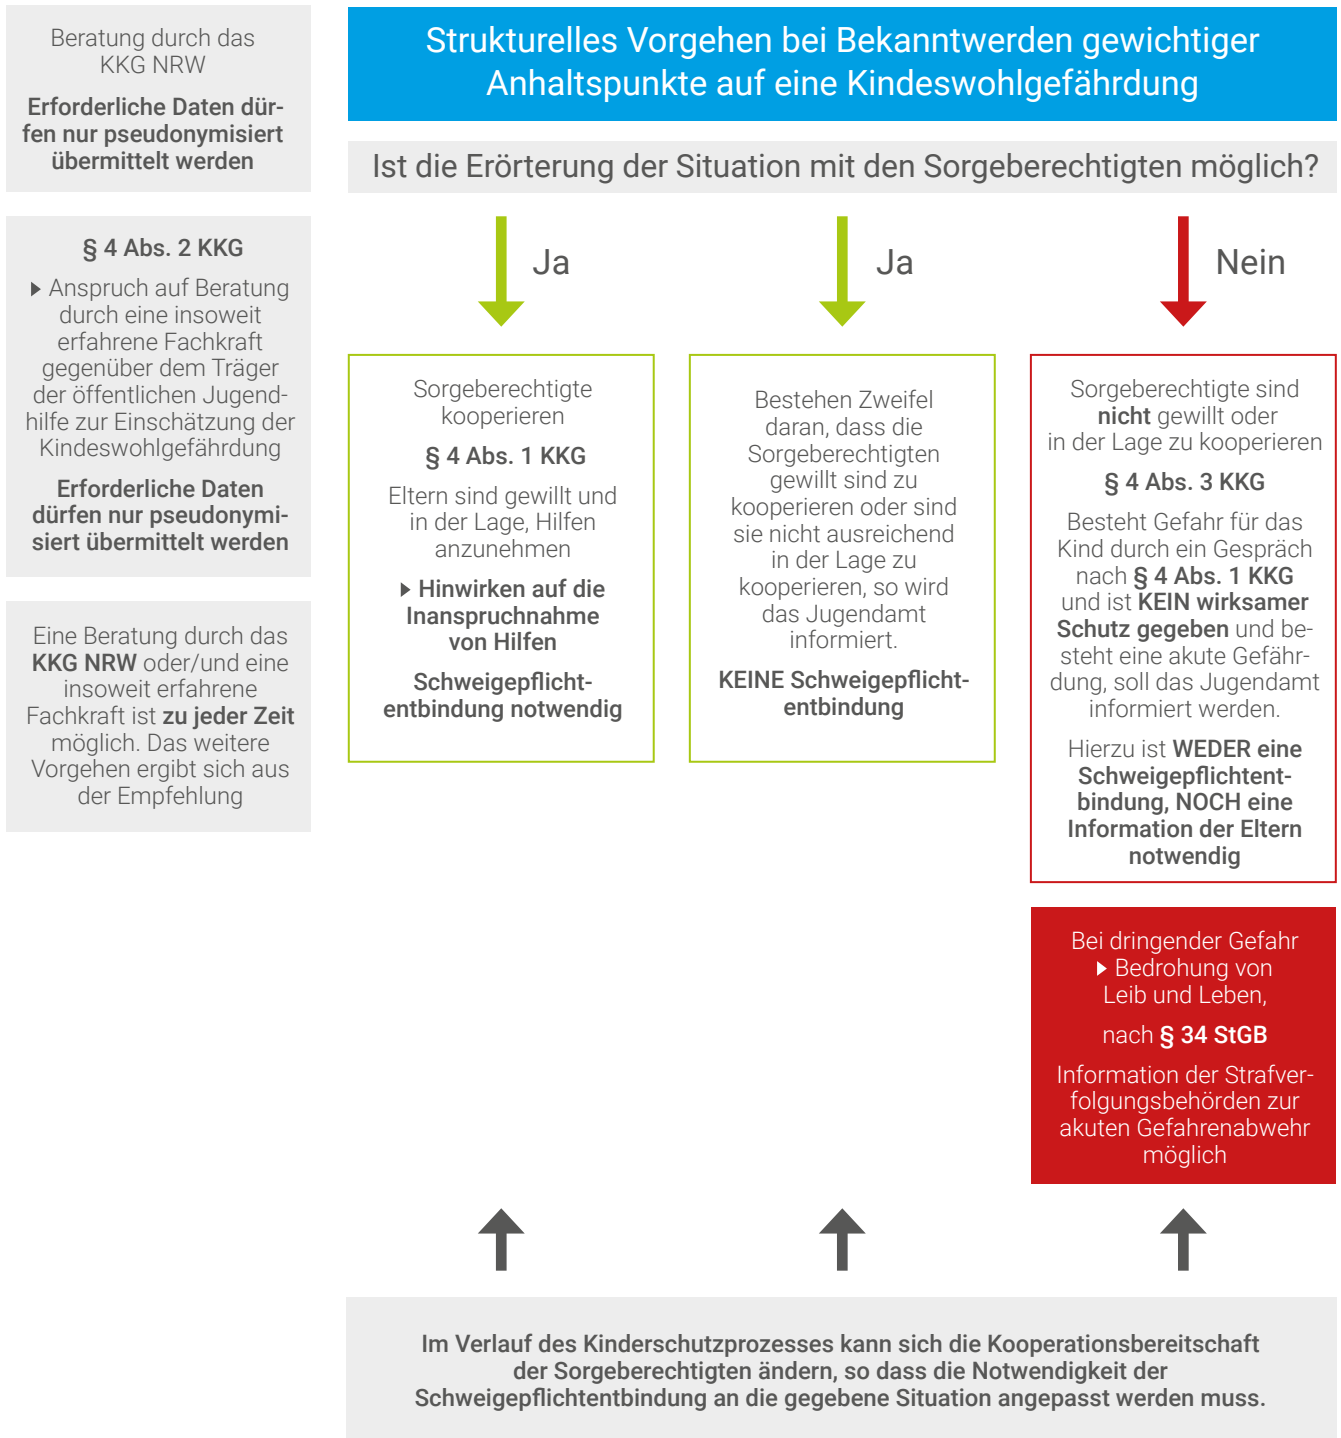 Beratung durch das
KKG NRW
Erforderliche Daten dür-
fen nur pseudonymisiert
übermittelt werden
§ 4 Abs. 2 KKG
▸ Anspruch auf Beratung
durch eine insoweit
erfahrene Fachkraft
gegenüber dem Träger
der öffentlichen Jugend-
hilfe zur Einschätzung der
Kindeswohlgefährdung
Erforderliche Daten
dürfen nur pseudonymi-
siert übermittelt werden
Eine Beratung durch das
KKG NRW oder/und eine
insoweit erfahrene
Fachkraft ist zu jeder Zeit
möglich. Das weitere
Vorgehen ergibt sich aus
der Empfehlung
Strukturelles Vorgehen bei Bekanntwerden gewichtiger
Anhaltspunkte auf eine Kindeswohlgefährdung
Ist die Erörterung der Situation mit den Sorgeberechtigten möglich?
Ja
Ja
Nein
Sorgeberechtigte
kooperieren
§ 4 Abs. 1 KKG
Eltern sind gewillt und
in der Lage, Hilfen
anzunehmen
▸ Hinwirken auf die
Inanspruchnahme
von Hilfen
Schweigepflicht-
entbindung notwendig
Bestehen Zweifel
daran, dass die
Sorgeberechtigten
gewillt sind zu
kooperieren oder sind
sie nicht ausreichend
in der Lage zu
kooperieren, so wird
das Jugendamt
informiert.
KEINE Schweigepflicht-
entbindung
Sorgeberechtigte sind
nicht gewillt oder
in der Lage zu kooperieren
§ 4 Abs. 3 KKG
Besteht Gefahr für das
Kind durch ein Gespräch
nach § 4 Abs. 1 KKG
und ist KEIN wirksamer
Schutz gegeben und be-
steht eine akute Gefähr-
dung, soll das Jugendamt
informiert werden.
Hierzu ist WEDER eine
Schweigepflichtent-
bindung, NOCH eine
Information der Eltern
notwendig
Bei dringender Gefahr
▸ Bedrohung von
Leib und Leben,
nach § 34 StGB
Information der Strafver-
folgungsbehörden zur
akuten Gefahrenabwehr
möglich
Im Verlauf des Kinderschutzprozesses kann sich die Kooperationsbereitschaft
der Sorgeberechtigten ändern, so dass die Notwendigkeit der
Schweigepflichtentbindung an die gegebene Situation angepasst werden muss.